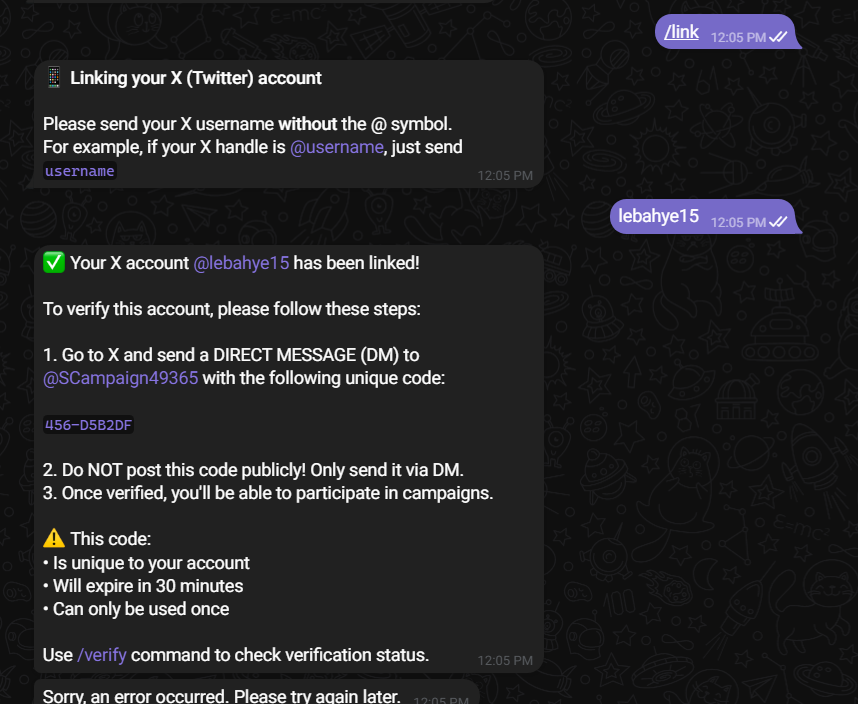 /link 12:05 PM
📱 Linking your X (Twitter) account
Please send your X username without the @ symbol.
For example, if your X handle is @username, just send
username
12:05 PM
lebahye15 12:05 PM
✅ Your X account @lebahye15 has been linked!
To verify this account, please follow these steps:
1. Go to X and send a DIRECT MESSAGE (DM) to
@SCampaign49365 with the following unique code:
456-D5B2DF
2. Do NOT post this code publicly! Only send it via DM.
3. Once verified, you'll be able to participate in campaigns.
⚠️ This code:
• Is unique to your account
• Will expire in 30 minutes
• Can only be used once
Use /verify command to check verification status. 12:05 PM
Sorry, an error occurred. Please try again later. 12:05 PM